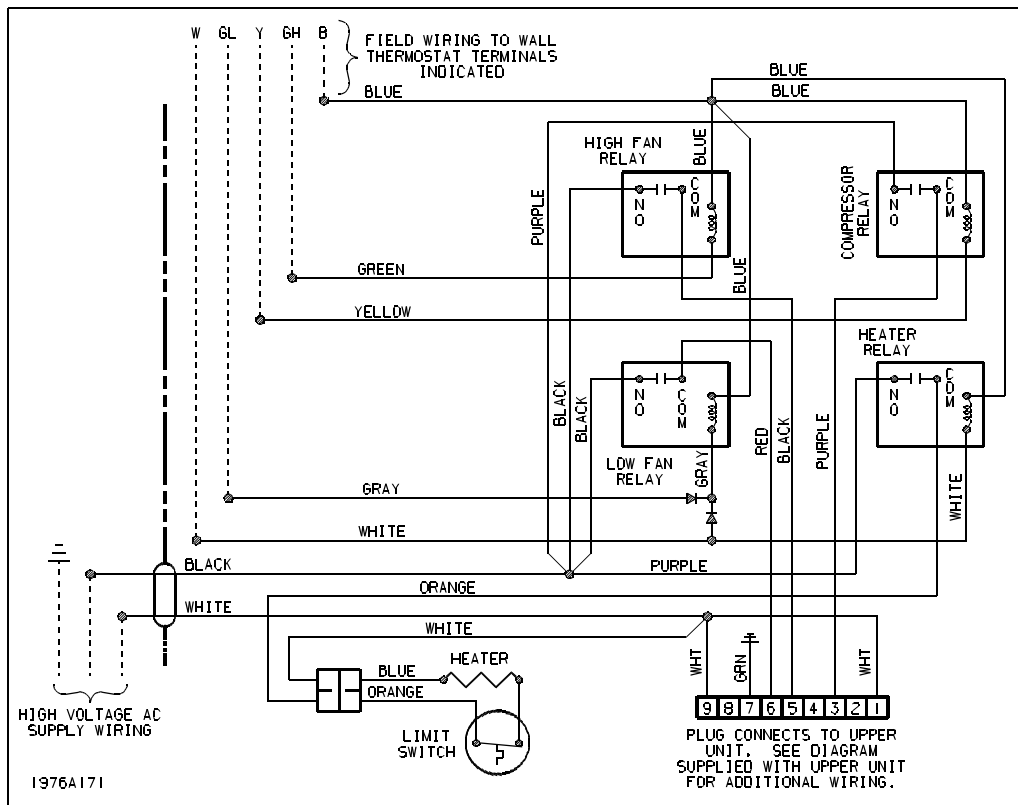 W GL Y GH B
FIELD WIRING TO WALL
THERMOSTAT TERMINALS
INDICATED
BLUE
BLUE
BLUE
HIGH FAN
RELAY
BLUE
NO
COM
PURPLE
COMPRESSOR
RELAY
NO
COM
GREEN
BLUE
YELLOW
HEATER
RELAY
NO
COM
NO
COM
BLACK
BLACK
LOW FAN
RELAY
GRAY
RED
BLACK
PURPLE
WHITE
GRAY
WHITE
BLACK
PURPLE
ORANGE
WHITE
WHITE
HEATER
BLUE
ORANGE
LIMIT
SWITCH
WHT
GRN
WHT
9 8 7 6 5 4 3 2 1
HIGH VOLTAGE AC
SUPPLY WIRING
PLUG CONNECTS TO UPPER
UNIT. SEE DIAGRAM
SUPPLIED WITH UPPER UNIT
FOR ADDITIONAL WIRING.
1976A171